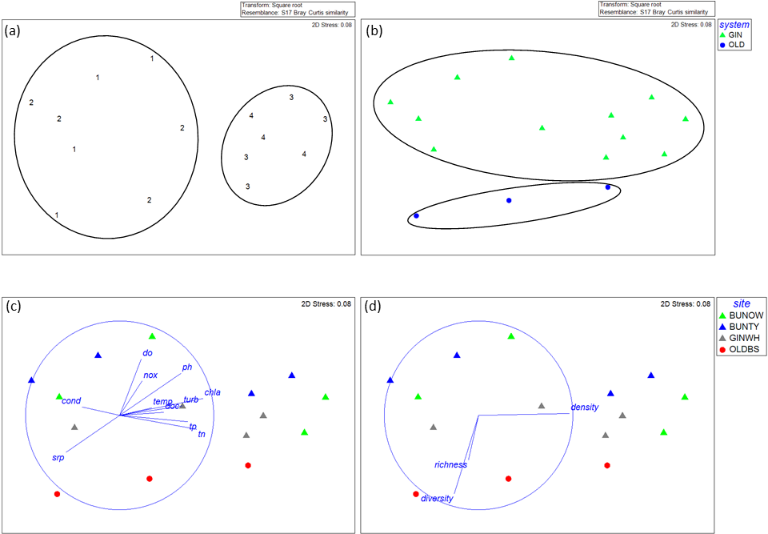 Transform: Square root
Resemblance: S17 Bray Curtis similarity
(a)
2D Stress: 0.08
1
1
2
2
2
1
2
1
3
4
3
4
3
4
3
Transform: Square root
Resemblance: S17 Bray Curtis similarity
(b)
2D Stress: 0.08
system
GIN
OLD
(c)
2D Stress: 0.08
do
ph
nox
chla
cond
temp
turb
doc
tp
tn
srp
(d)
2D Stress: 0.08
density
richness
diversity
site
BUNOW
BUNTY
GINWH
OLDBS